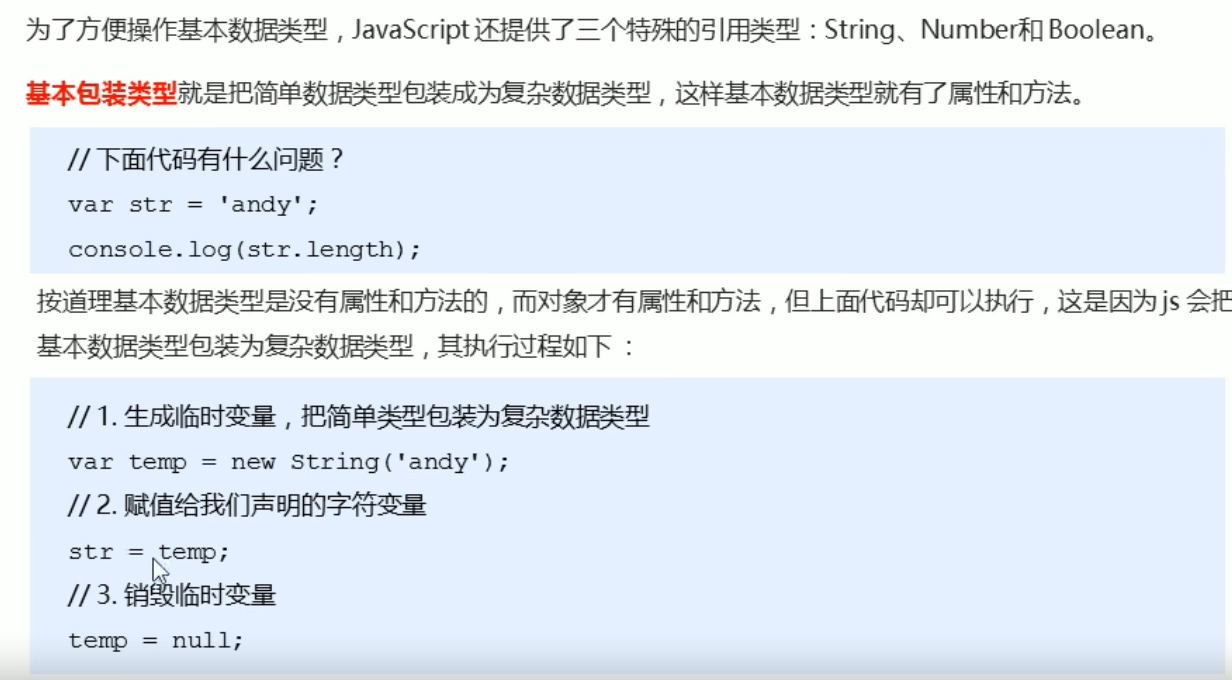 为了方便操作基本数据类型，JavaScript 还提供了三个特殊的引用类型：String、Number和 Boolean。
基本包装类型就是把简单数据类型包装成为复杂数据类型，这样基本数据类型就有了属性和方法。
// 下面代码有什么问题？
var str = 'andy';
console.log(str.length);
按道理基本数据类型是没有属性和方法的，而对象才有属性和方法，但上面代码却可以执行，这是因为 js 会把
基本数据类型包装为复杂数据类型，其执行过程如下 ：
// 1. 生成临时变量，把简单类型包装为复杂数据类型
var temp = new String('andy');
// 2. 赋值给我们声明的字符变量
str = temp;
// 3. 销毁临时变量
temp = null;